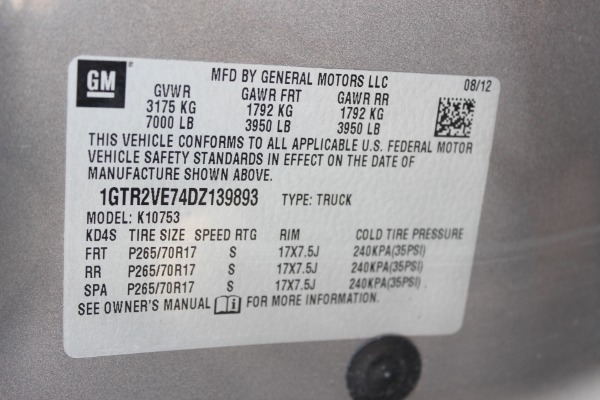 GM
MFD BY GENERAL MOTORS LLC 08/12
GVWR GAWR FRT GAWR RR
3175 KG 1792 KG 1792 KG
7000 LB 3950 LB 3950 LB
THIS VEHICLE CONFORMS TO ALL APPLICABLE U.S. FEDERAL MOTOR
VEHICLE SAFETY STANDARDS IN EFFECT ON THE DATE OF
MANUFACTURE SHOWN ABOVE.
1GTR2VE74DZ139893 TYPE: TRUCK
MODEL: K10753
KD4S TIRE SIZE SPEED RTG RIM COLD TIRE PRESSURE
FRT P265/70R17 S 17X7.5J 240KPA(35PSI)
RR P265/70R17 S 17X7.5J 240KPA(35PSI)
SPA P265/70R17 S 17X7.5J 240KPA(35PSI)
SEE OWNER'S MANUAL FOR MORE INFORMATION.